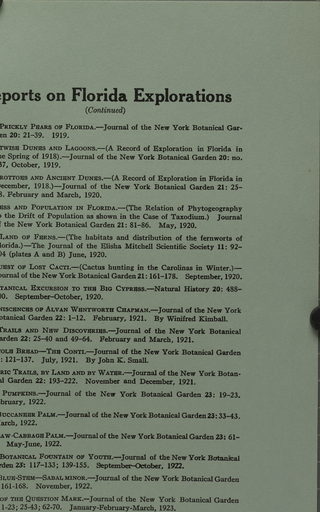 ports on Florida Explorations
(Continued)
Prickly Pears of Florida.—Journal of the New York Botanical Gar-
en 20: 21-39. 1919.
twise Dunes and Lagoons.—(A Record of Exploration in Florida in
he Spring of 1918).—Journal of the New York Botanical Garden 20: no.
37, October, 1919.
rottoes and Ancient Dunes.—(A Record of Exploration in Florida in
ecember, 1918.)—Journal of the New York Botanical Garden 21: 25-
8. February and March, 1920.
ess and Population in Florida.—(The Relation of Phytogeography
o the Drift of Population as shown in the Case of Taxodium.) Journal
f the New York Botanical Garden 21: 81-86. May, 1920.
Land of Ferns.—(The habitats and distribution of the fernworts of
lorida.)—The Journal of the Elisha Mitchell Scientific Society 11: 92-
04 (plates A and B) June, 1920.
uest of Lost Cacti.—(Cactus hunting in the Carolinas in Winter.)—
ournal of the New York Botanical Garden 21: 161-178. September, 1920.
tanical Excursion to the Big Cypress.—Natural History 20: 488-
00. September-October, 1920.
niscences of Alvan Wentworth Chapman.—Journal of the New York
otanical Garden 22: 1-12. February, 1921. By Winifred Kimball.
Trails and New Discoveries.—Journal of the New York Botanical
arden 22: 25-40 and 49-64. February and March, 1921.
ole Bread—The Conti.—Journal of the New York Botanical Garden
: 121-137. July, 1921. By John K. Small.
ric Trails, by Land and by Water.—Journal of the New York Botan-
al Garden 22: 193-222. November and December, 1921.
Pumpkins.—Journal of the New York Botanical Garden 23: 19-23.
bruary, 1922.
uccaneer Palm.—Journal of the New York Botanical Garden 23: 33-43.
arch, 1922.
aw-Cabbage Palm.—Journal of the New York Botanical Garden 23: 61-
May-June, 1922.
Botanical Fountain of Youth.—Journal of the New York Botanical
rden 23: 117-133; 139-155. September-October, 1922.
Blue-Stem—Sabal minor.—Journal of the New York Botanical Garden
161-168. November, 1922.
of the Question Mark.—Journal of the New York Botanical Garden
1-23; 25-43; 62-70. January-February-March, 1923.